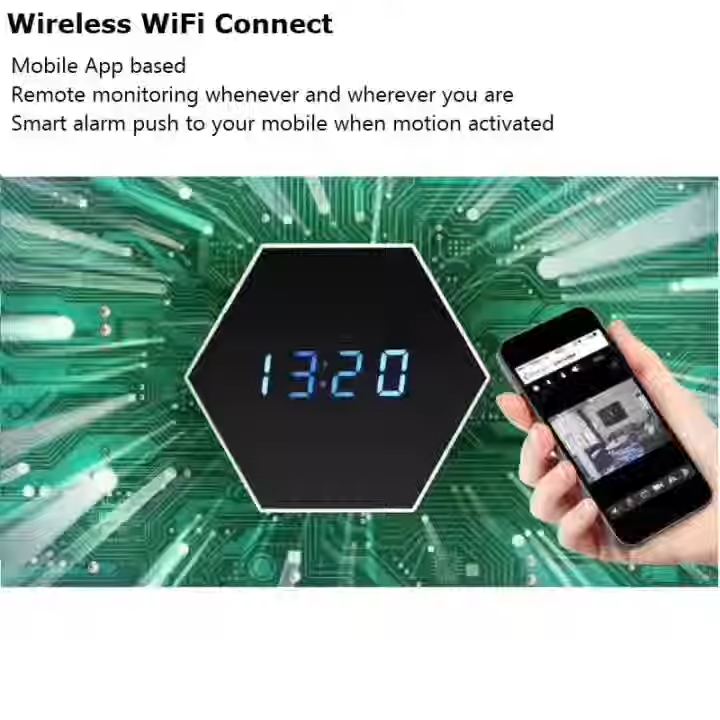 Wireless WiFi Connect
Mobile App based
Remote monitoring whenever and wherever you are
Smart alarm push to your mobile when motion activated
13:20